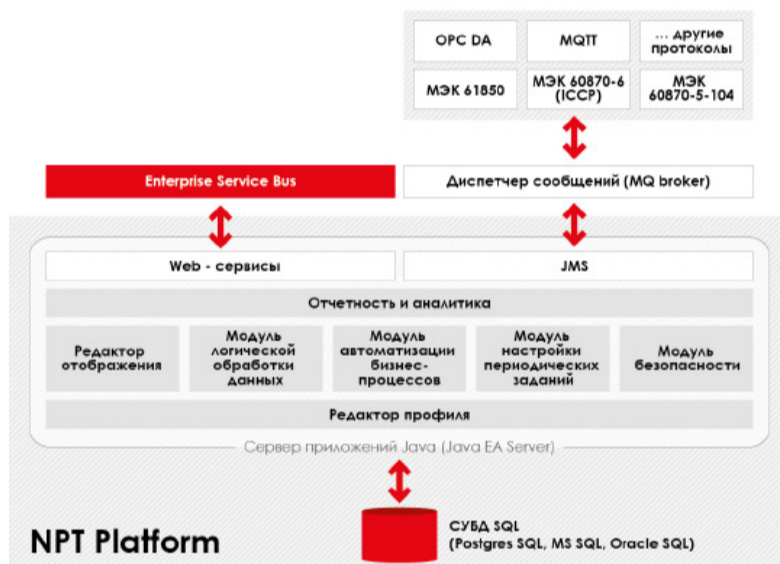 OPC DA
MQTT
... другие
протоколы
МЭК 61850
МЭК 60870-6
(ICCP)
МЭК
60870-5-104
Enterprise Service Bus
Диспетчер сообщений (MQ broker)
Web - сервисы
JMS
Отчетность и аналитика
Редактор
отображения
Модуль
логической
обработки
данных
Модуль
автоматизации
бизнес-
процессов
Модуль
настройки
периодических
заданий
Модуль
безопасности
Редактор профиля
Сервер приложений Java (Java EA Server)
NPT Platform
СУБД SQL
(Postgres SQL, MS SQL, Oracle SQL)